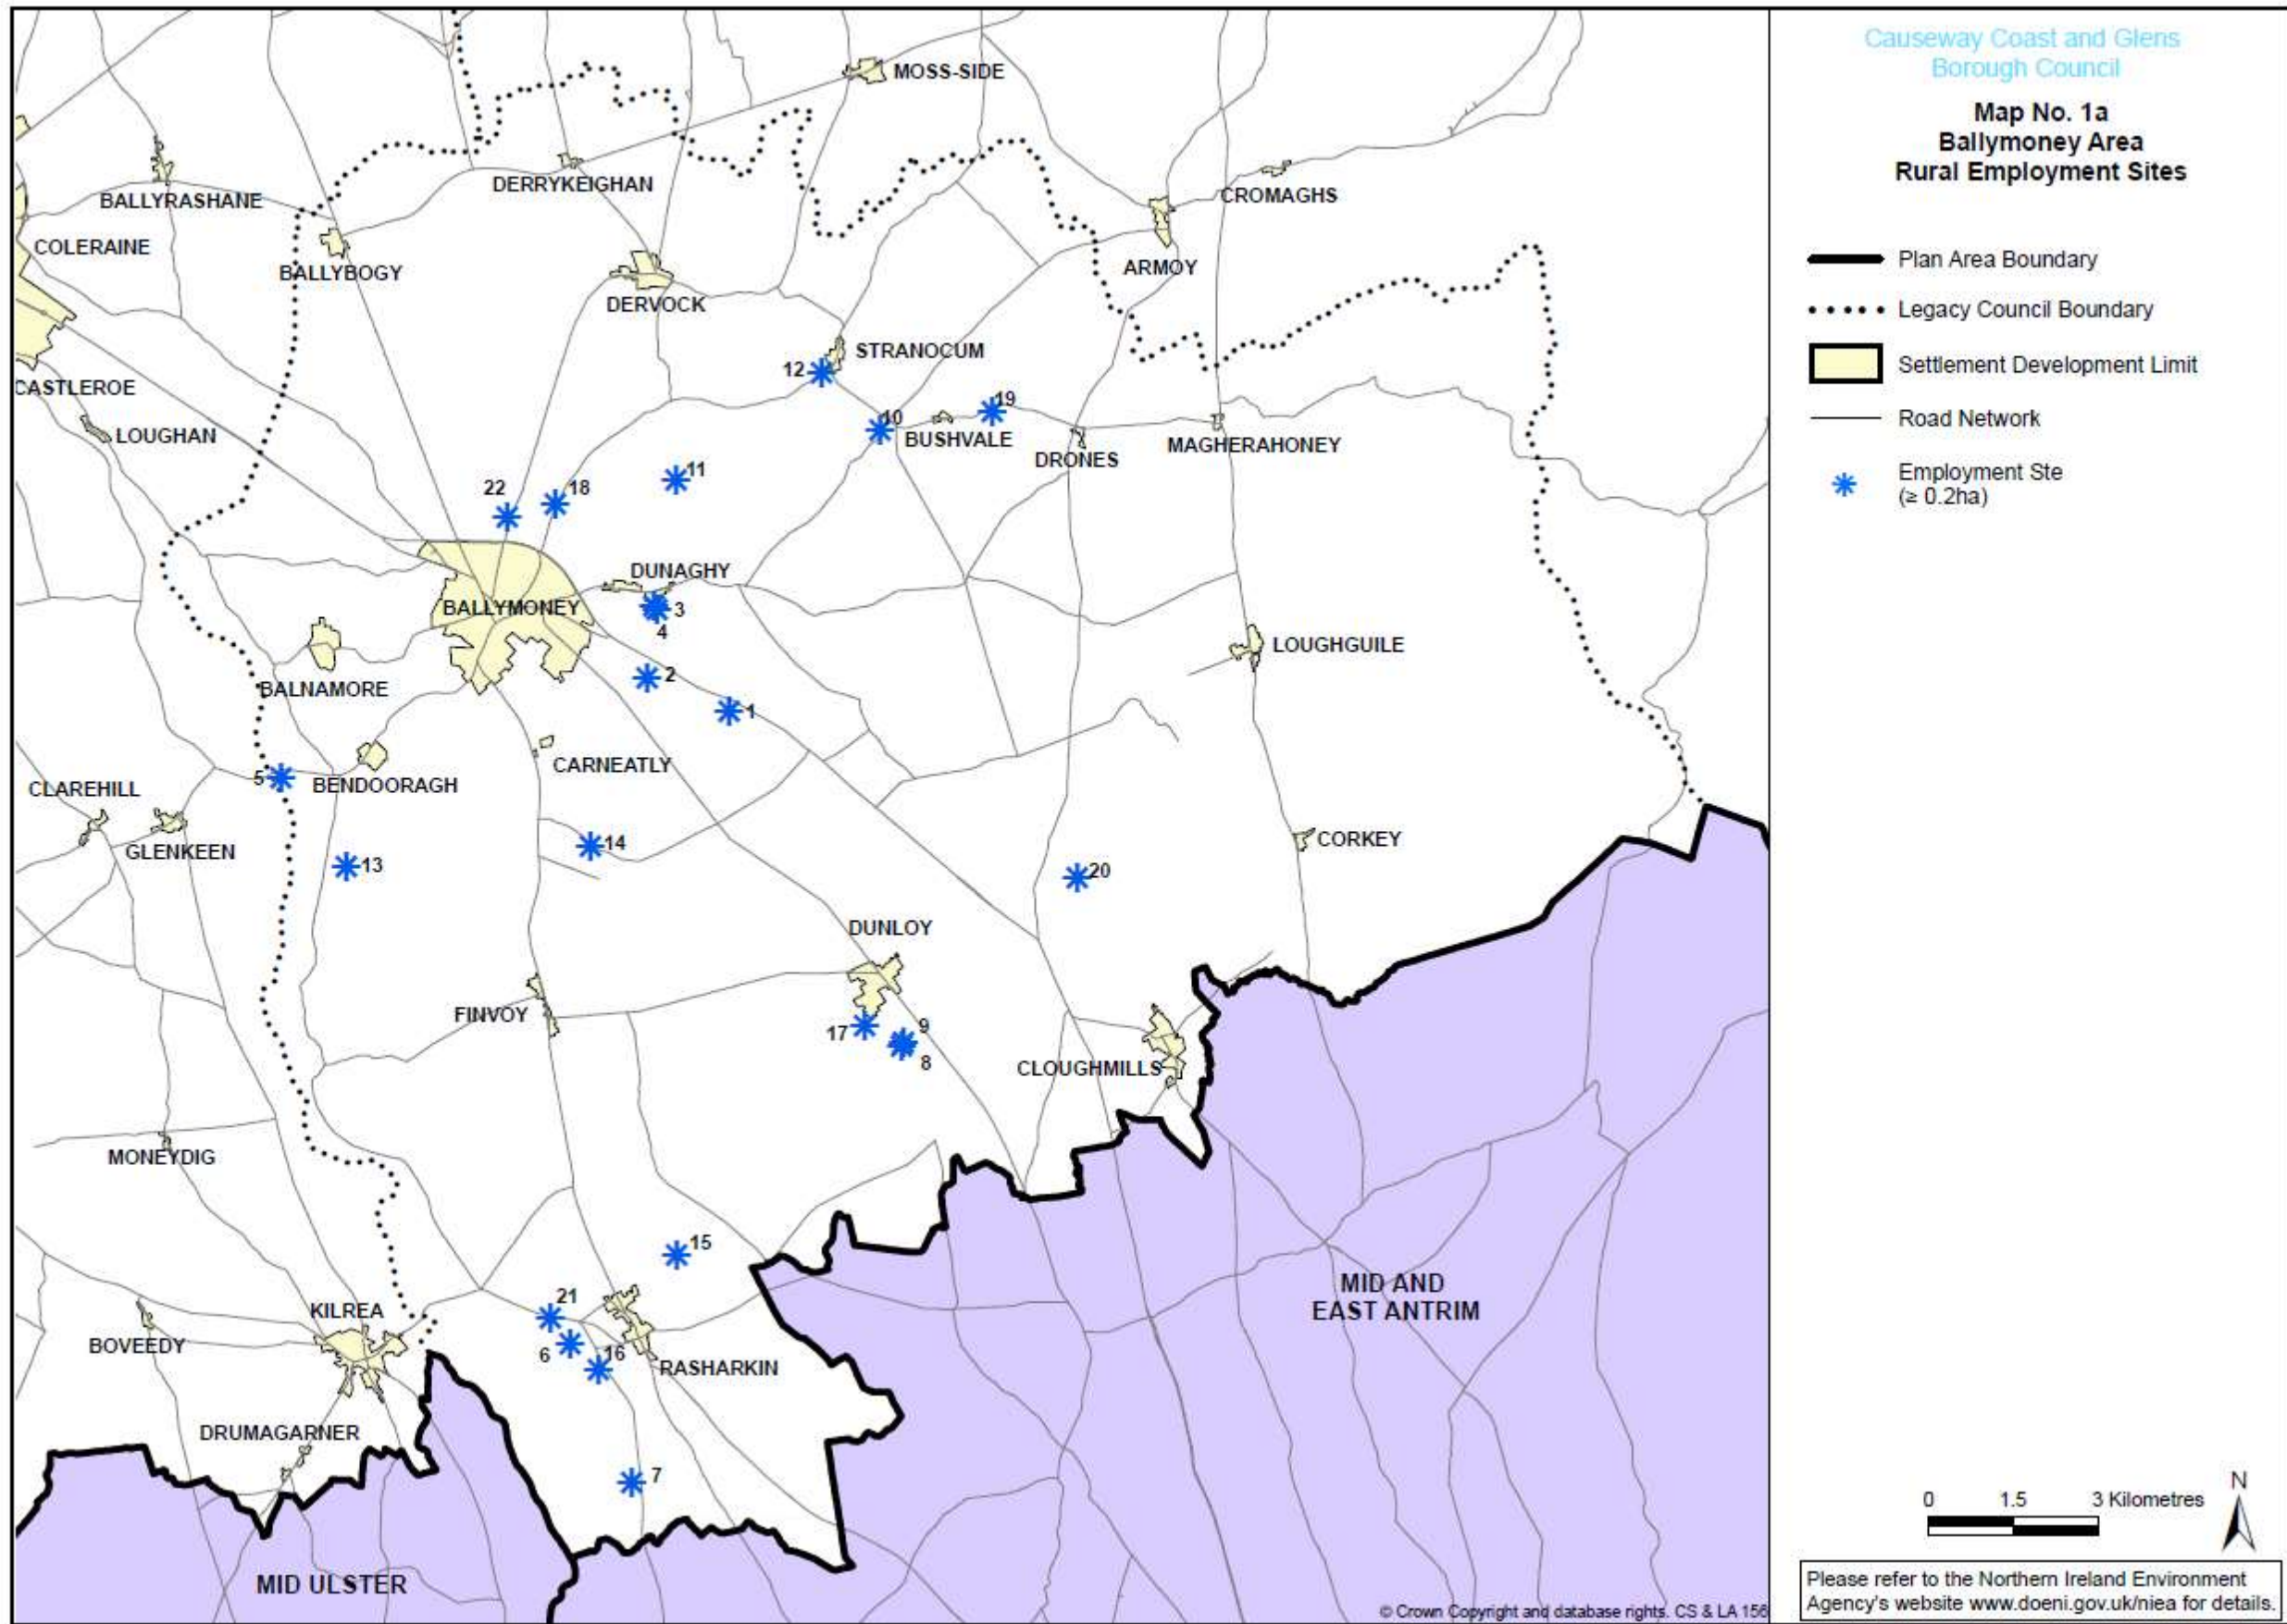 Causeway Coast and Glens
Borough Council
Map No. 1a
Ballymoney Area
Rural Employment Sites
Plan Area Boundary
Legacy Council Boundary
Settlement Development Limit
Road Network
Employment Ste
(≥ 0.2ha)
MOSS-SIDE
DERRYKEIGHAN
BALLYRASHANE
CROMAGHS
COLERAINE
BALLYBOGY
ARMOY
DERVOCK
STRANOCUM
12
CASTLEROE
19
10
LOUGHAN
BUSHVALE
MAGHERAHONEY
DRONES
11
22
18
DUNAGHY
BALLYMONEY
3
4
LOUGHGUILE
2
BALNAMORE
1
CARNEATLY
5
BENDOORAGH
CLAREHILL
CORKEY
14
GLENKEEN
13
20
DUNLOY
FINVOY
17
9
8
CLOUGHMILLS
MONEYDIG
15
MID AND
EAST ANTRIM
21
KILREA
BOVEEDY
6
16
RASHARKIN
DRUMAGARNER
7
MID ULSTER
© Crown Copyright and database rights. CS & LA 156
N
0 1.5 3 Kilometres
Please refer to the Northern Ireland Environment
Agency's website www.doeni.gov.uk/niea for details.